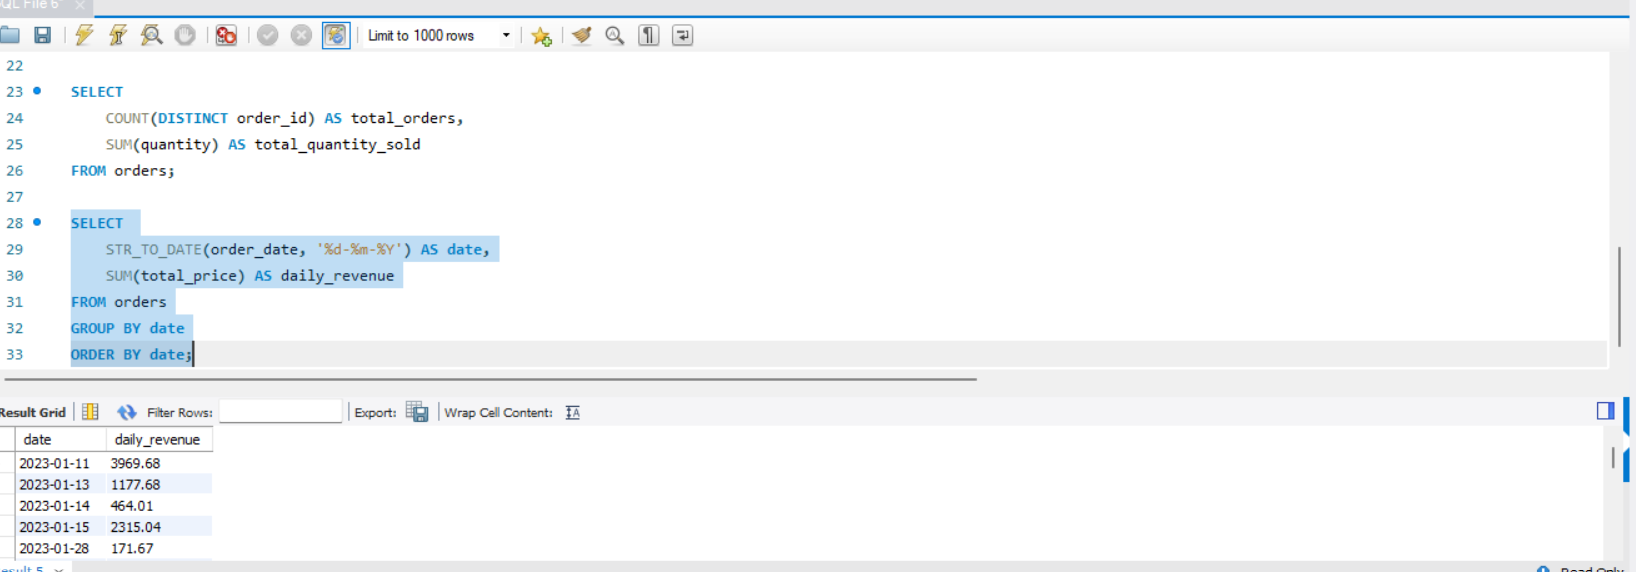 SQL File 6*
Limit to 1000 rows
22
23 SELECT
24 COUNT(DISTINCT order_id) AS total_orders,
25 SUM(quantity) AS total_quantity_sold
26 FROM orders;
27
28 SELECT
29 STR_TO_DATE(order_date, '%d-%m-%Y') AS date,
30 SUM(total_price) AS daily_revenue
31 FROM orders
32 GROUP BY date
33 ORDER BY date;
Result Grid Filter Rows: Export: Wrap Cell Content:
date daily_revenue
2023-01-11 3969.68
2023-01-13 1177.68
2023-01-14 464.01
2023-01-15 2315.04
2023-01-28 171.67
Result 5 Read Only